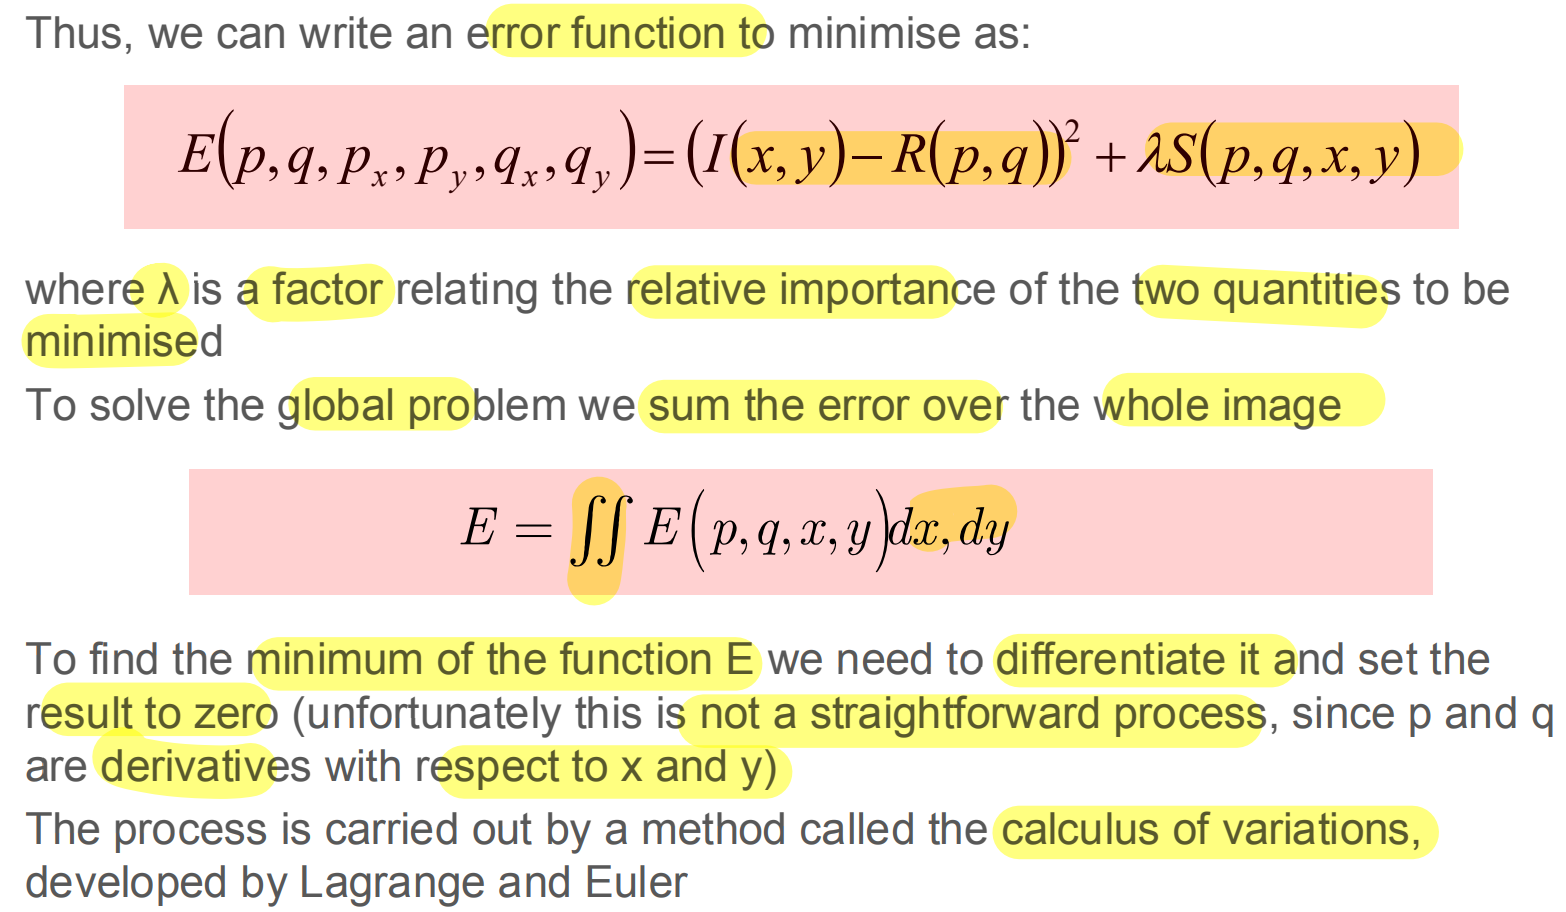 Thus, we can write an error function to minimise as:
E(p,q,pₓ,p_y,qₓ,q_y)=(I(x,y)−R(p,q))²+λS(p,q,x,y)
where λ is a factor relating the relative importance of the two quantities to be
minimised
To solve the global problem we sum the error over the whole image
E = ∬ E(p,q,x,y)dx,dy
To find the minimum of the function E we need to differentiate it and set the
result to zero (unfortunately this is not a straightforward process, since p and q
are derivatives with respect to x and y)
The process is carried out by a method called the calculus of variations,
developed by Lagrange and Euler